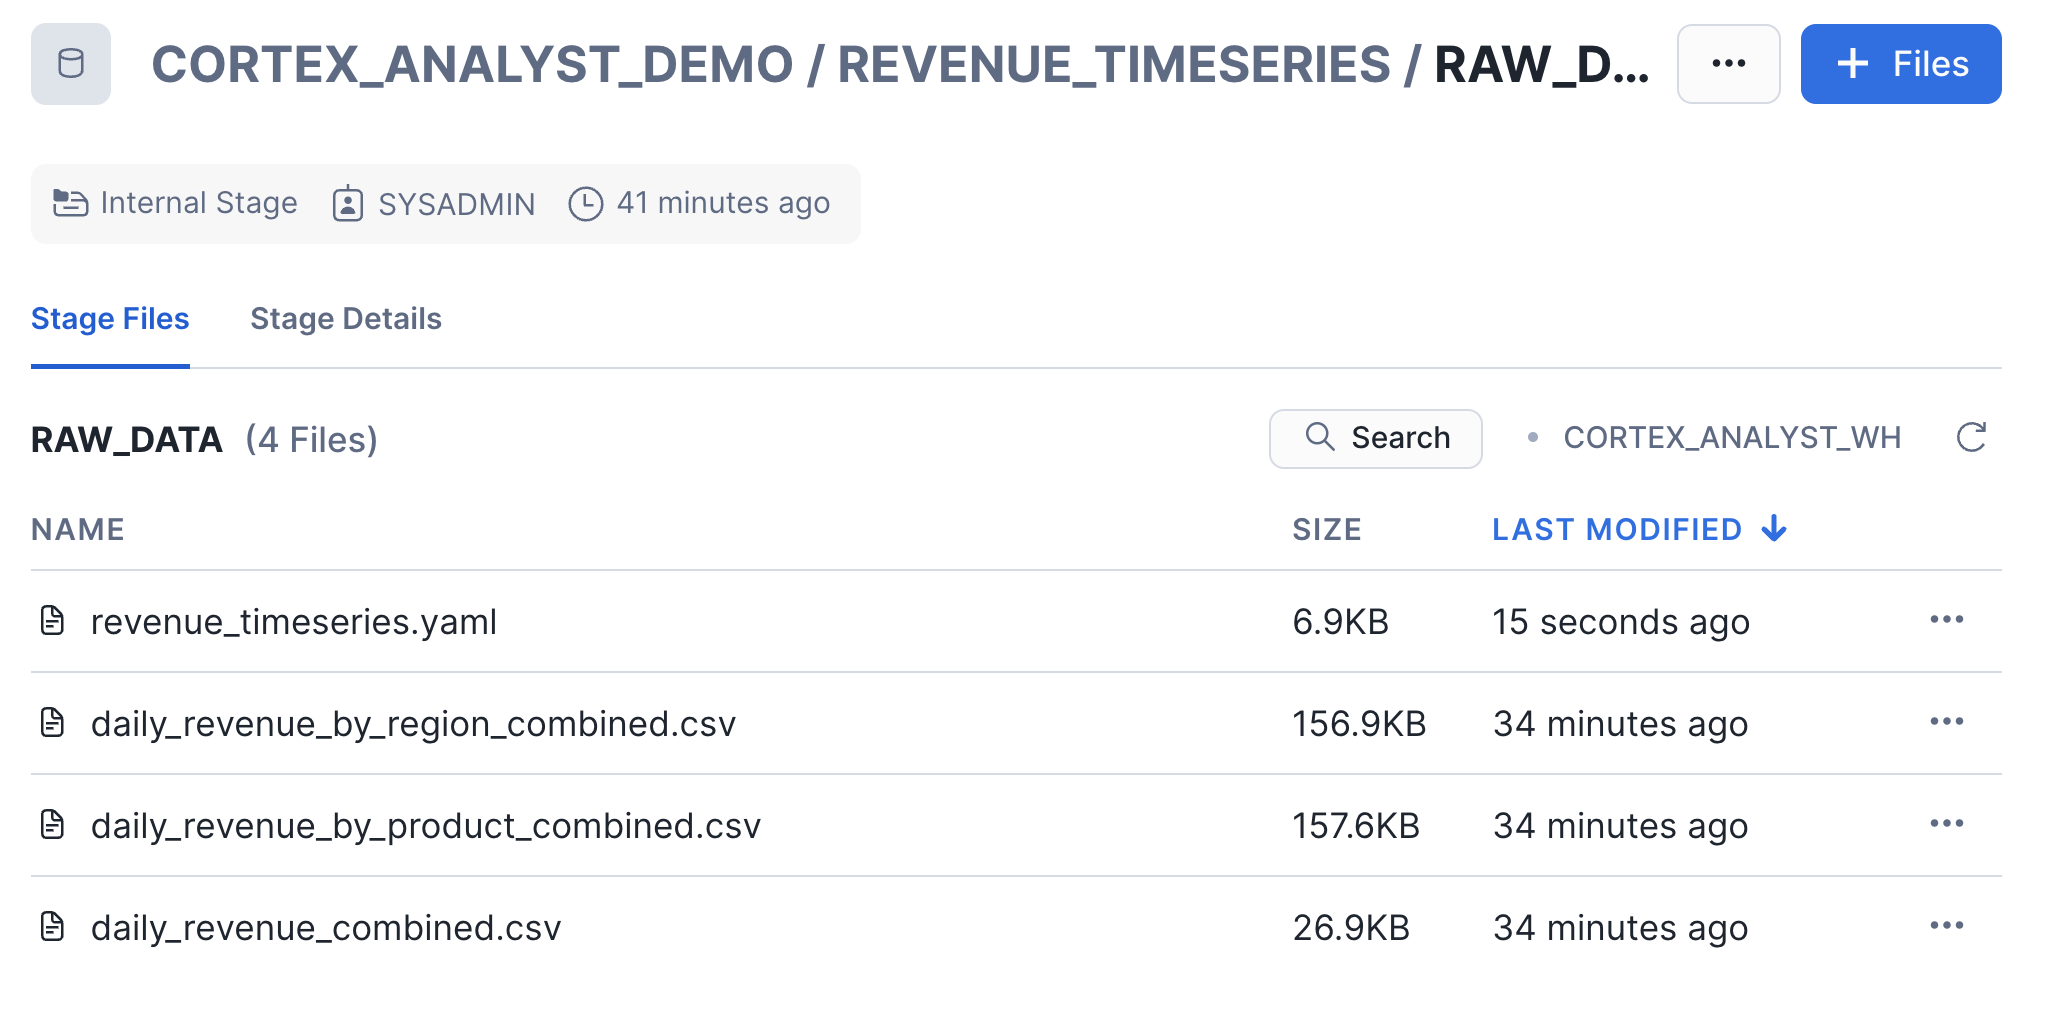 CORTEX_ANALYST_DEMO / REVENUE_TIMESERIES / RAW_D...
... + Files
Internal Stage SYSADMIN 41 minutes ago
Stage Files Stage Details
RAW_DATA (4 Files) Search • CORTEX_ANALYST_WH
NAME SIZE LAST MODIFIED ↓
revenue_timeseries.yaml 6.9KB 15 seconds ago ...
daily_revenue_by_region_combined.csv 156.9KB 34 minutes ago ...
daily_revenue_by_product_combined.csv 157.6KB 34 minutes ago ...
daily_revenue_combined.csv 26.9KB 34 minutes ago ...